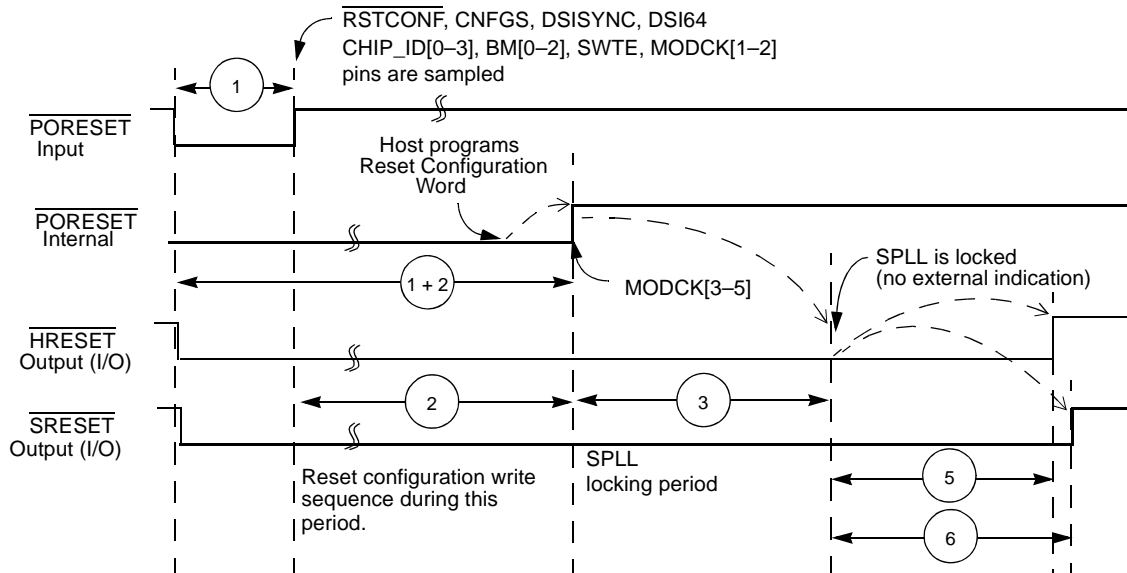 RSTCONF, CNFGS, DSISYNC, DSI64
CHIP_ID[0–3], BM[0–2], SWTE, MODCK[1–2]
pins are sampled
1
PORESET
Input
Host programs
Reset Configuration
Word
PORESET
Internal
SPLL is locked
(no external indication)
1 + 2
MODCK[3–5]
HRESET
Output (I/O)
2
3
SRESET
Output (I/O)
Reset configuration write
sequence during this
period.
SPLL
locking period
5
6